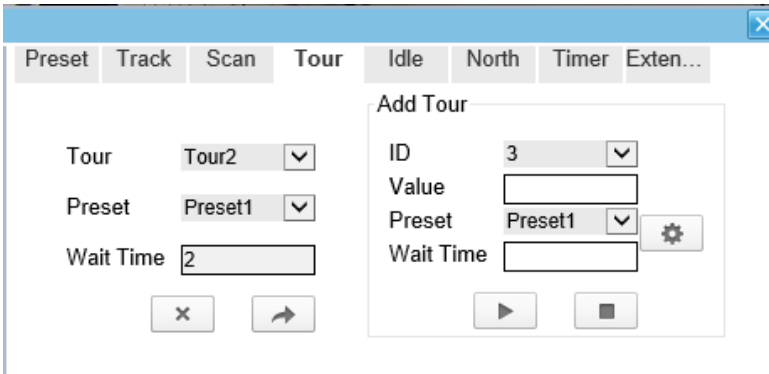 Preset Track Scan Tour Idle North Timer Exten...
Add Tour
Tour Tour2
Preset Preset1
Wait Time 2
ID 3
Value
Preset Preset1
Wait Time